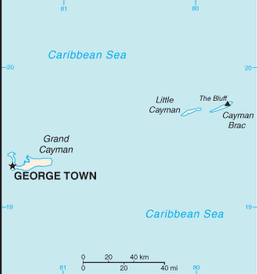 81 80
Caribbean Sea
20 20
Little
Cayman
The Bluff
Cayman
Brac
Grand
Cayman
GEORGE TOWN
19 19
Caribbean Sea
0 20 40 km
0 20 40 mi
81 80